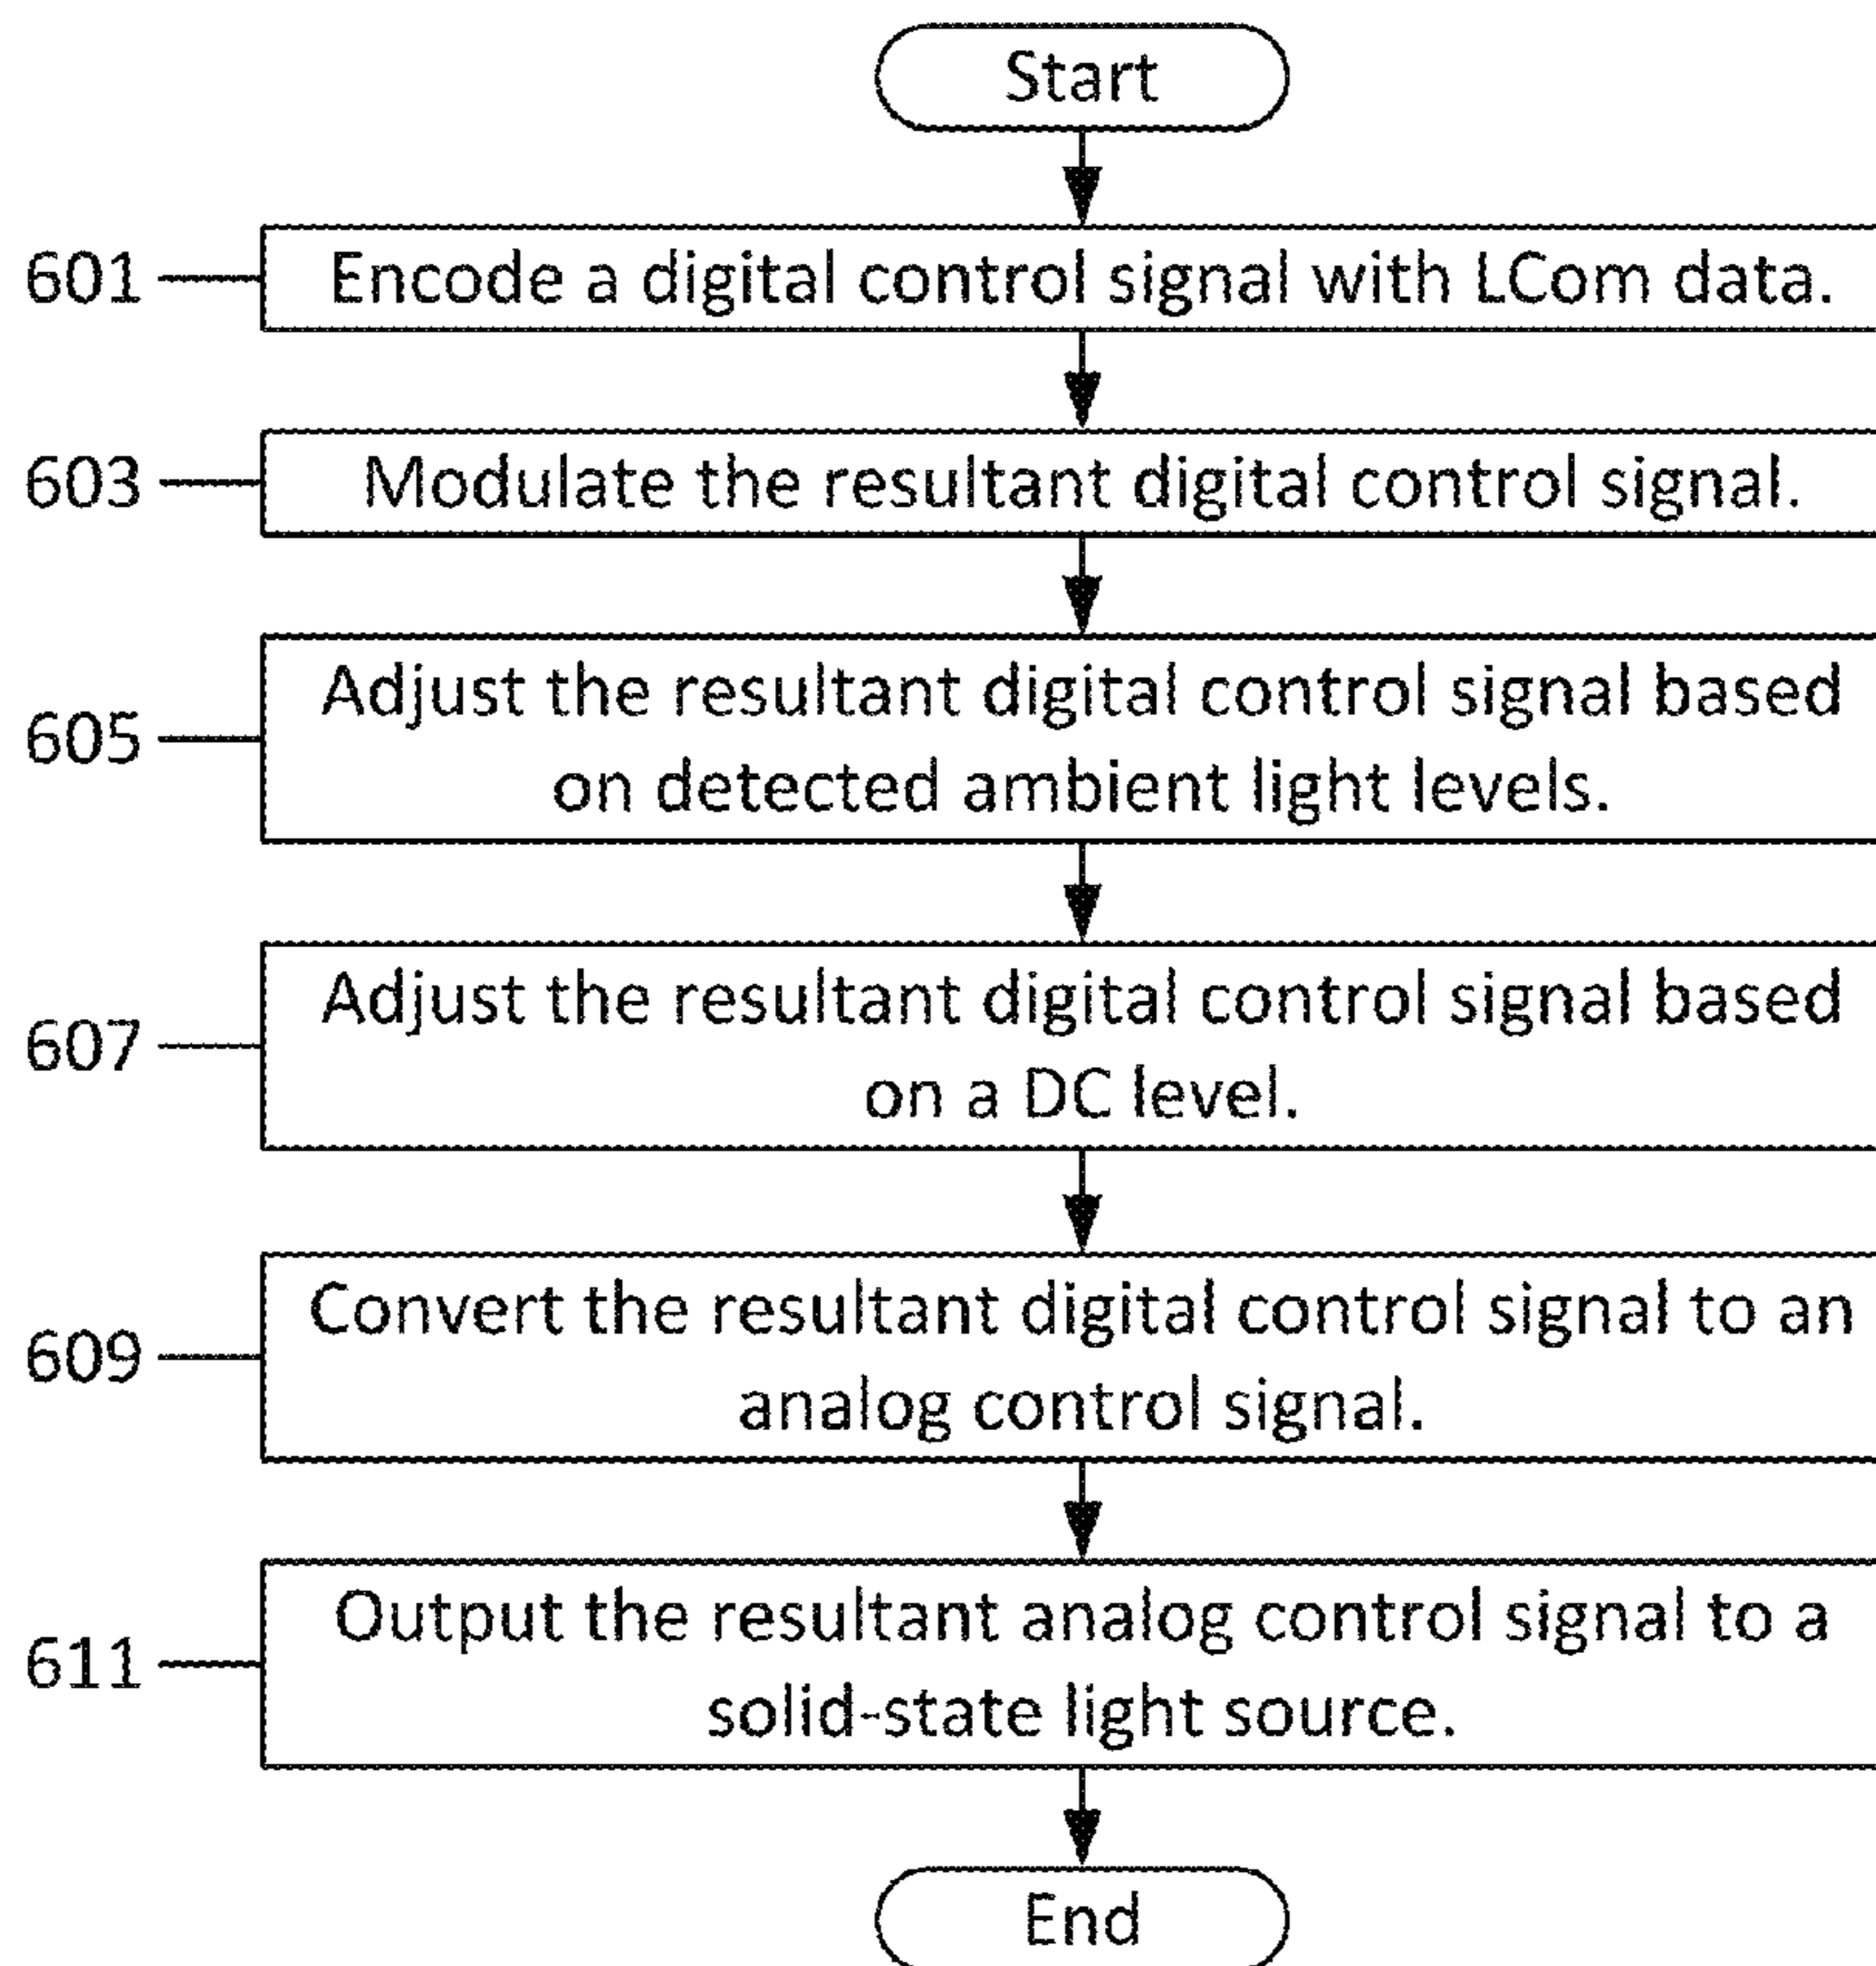 Start
601
Encode a digital control signal with LCom data.
603
Modulate the resultant digital control signal.
605
Adjust the resultant digital control signal based
on detected ambient light levels.
607
Adjust the resultant digital control signal based
on a DC level.
609
Convert the resultant digital control signal to an
analog control signal.
611
Output the resultant analog control signal to a
solid-state light source.
End